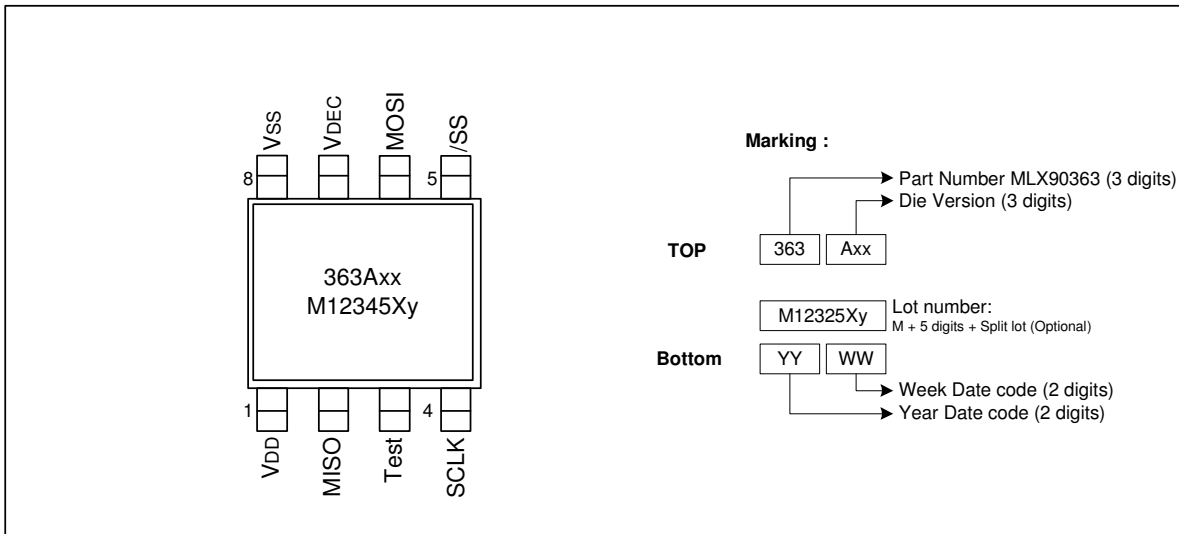 VSS
VDEC
MOSI
/SS
8
5
363Axx
M12345Xy
1
4
VDD
MISO
Test
SCLK
Marking :
Part Number MLX90363 (3 digits)
Die Version (3 digits)
TOP
363
Axx
M12325Xy
Lot number:
M + 5 digits + Split lot (Optional)
Bottom
YY
WW
Week Date code (2 digits)
Year Date code (2 digits)